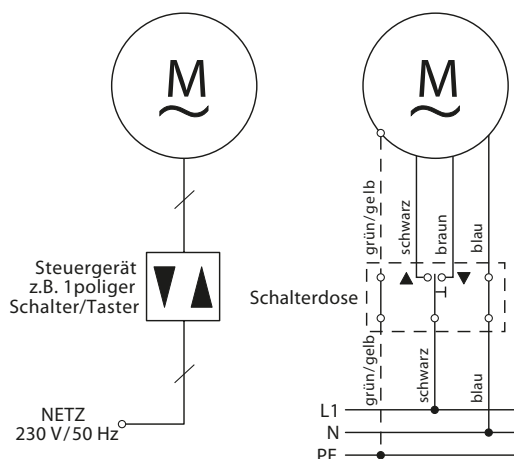 M
M
grün/gelb
schwarz
braun
blau
Steuergerät
z.B. 1poliger
Schalter/Taster
Schalterdose
grün/gelb
schwarz
blau
NETZ
230 V/50 Hz
L1
N
PE